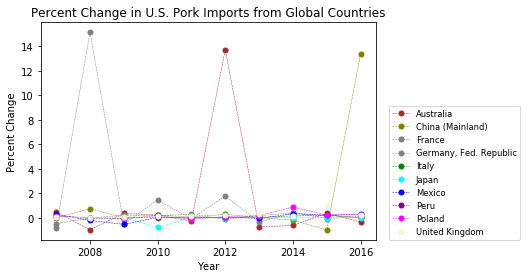 Percent Change in U.S. Pork Imports from Global Countries
Percent Change
14
12
10
8
6
4
2
0
2008
2010
2012
2014
2016
Year
Australia
China (Mainland)
France
Germany, Fed. Republic
Italy
Japan
Mexico
Peru
Poland
United Kingdom